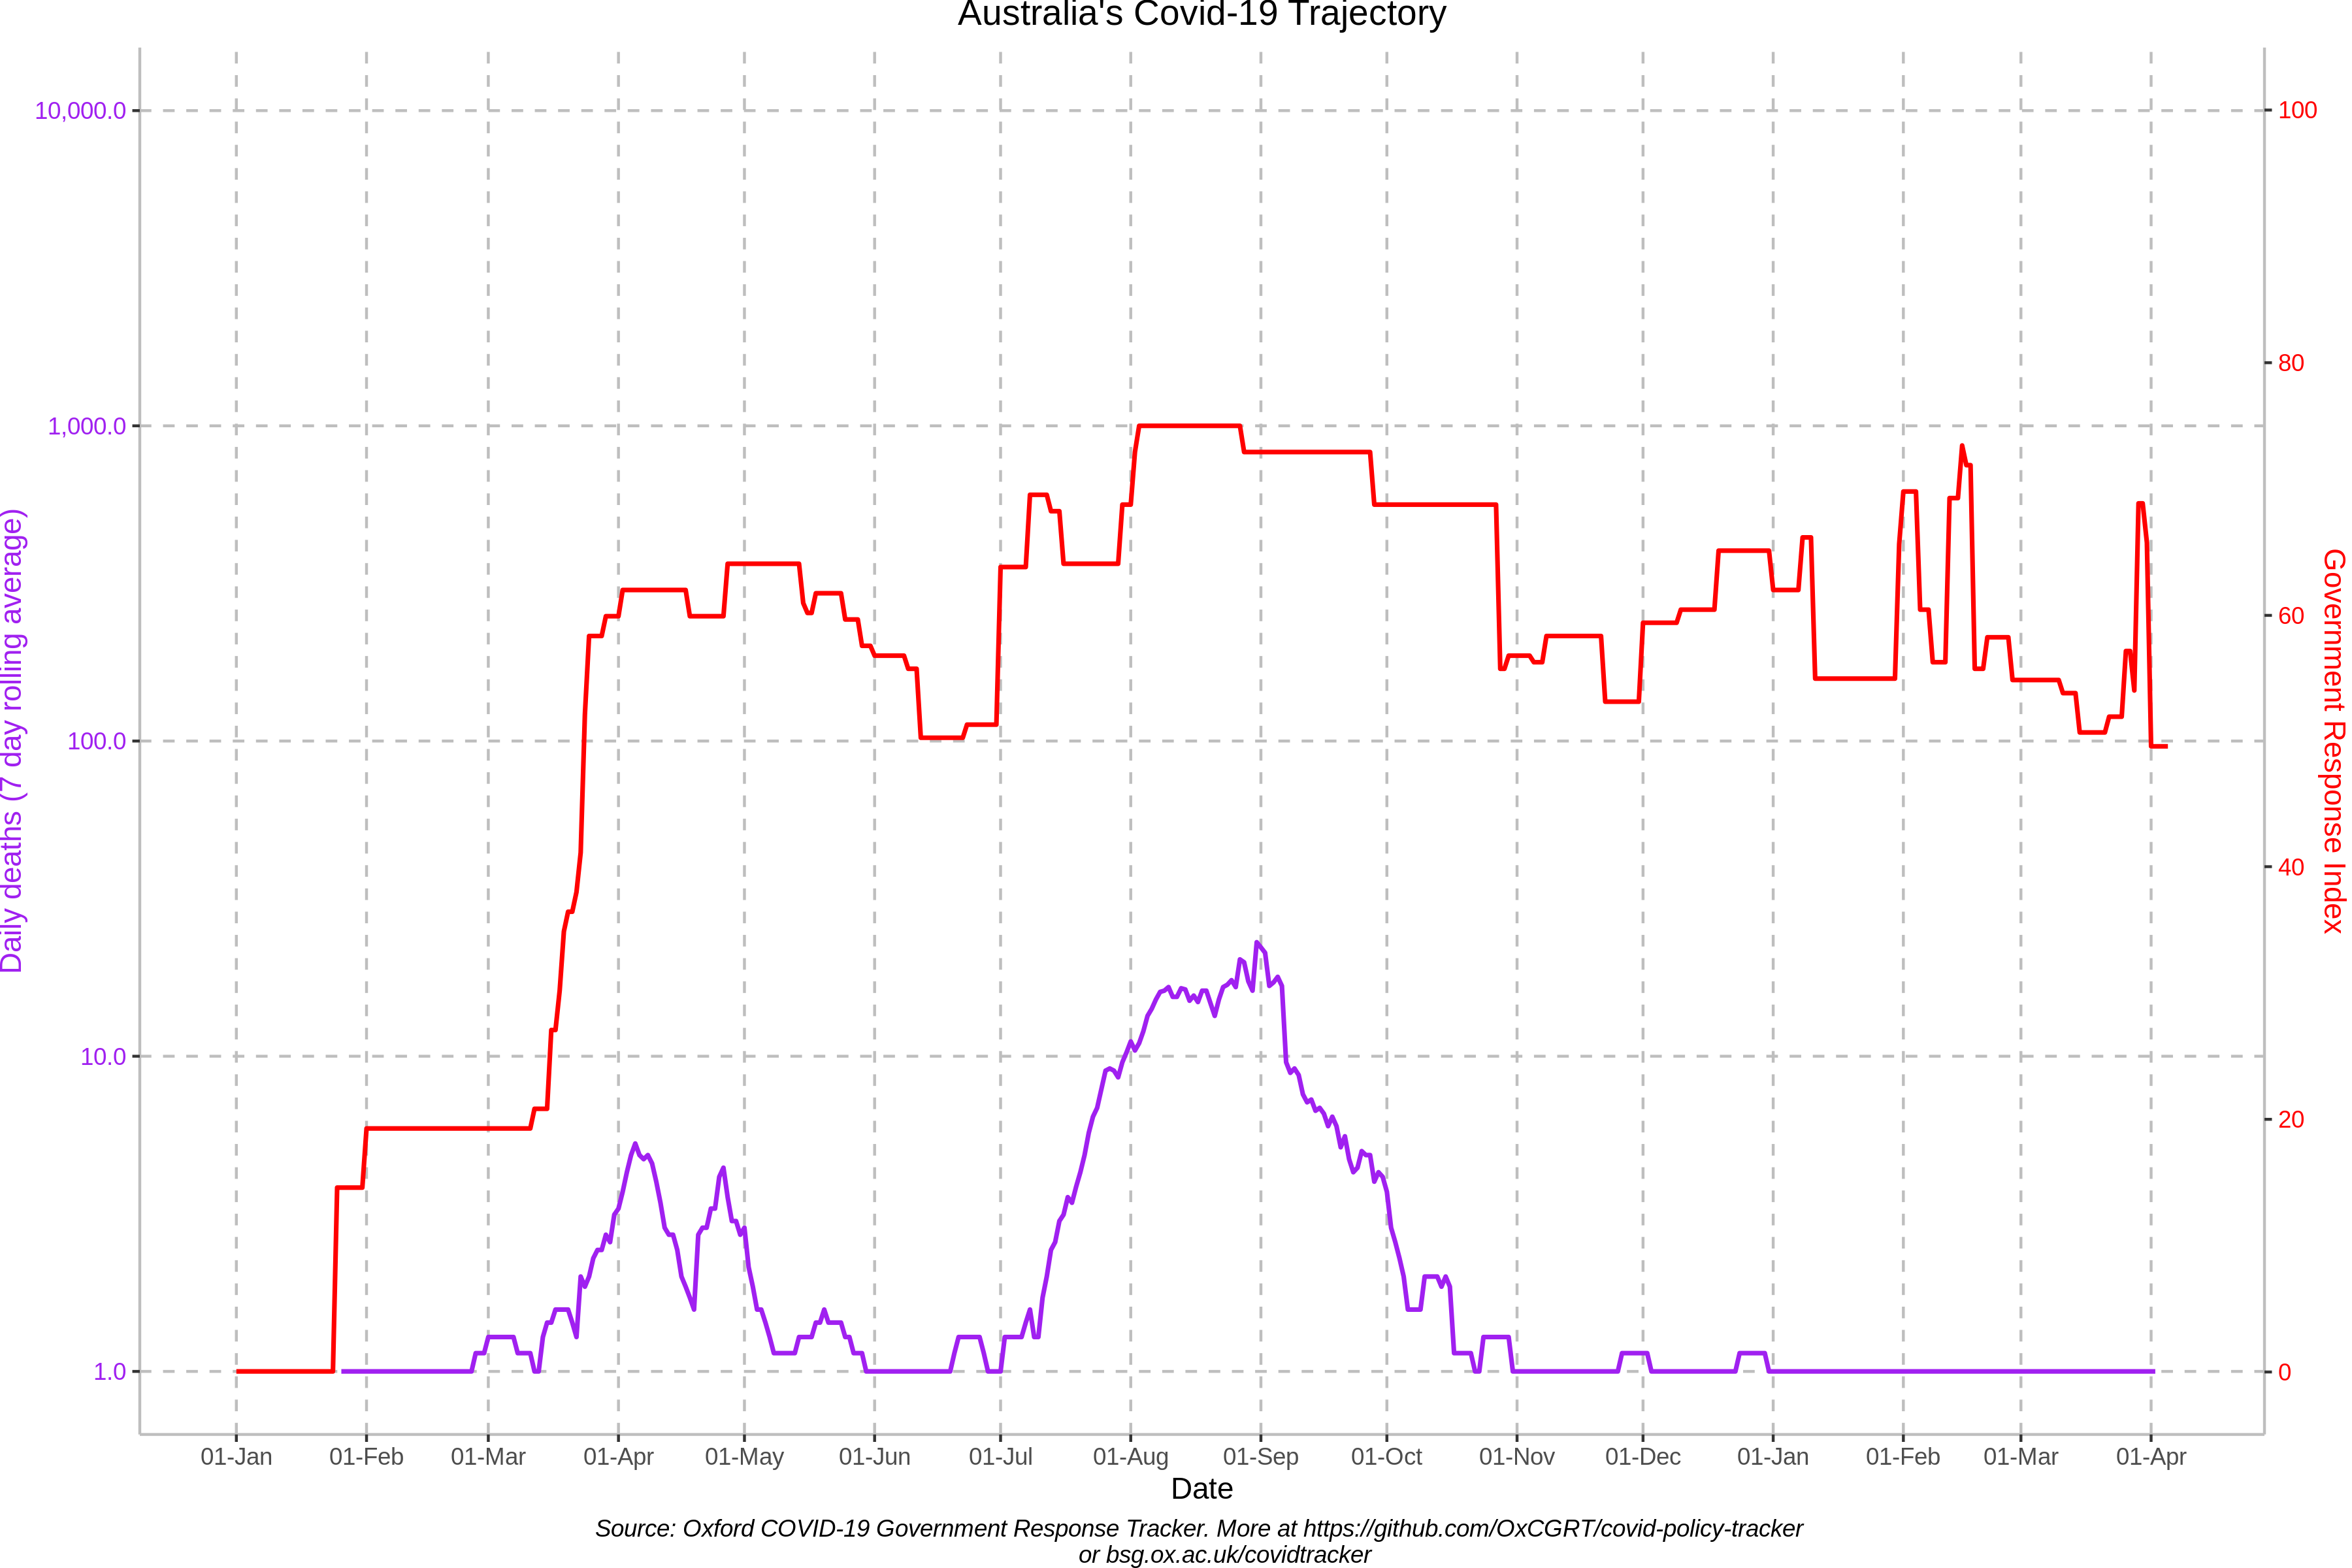 Australia's Covid-19 Trajectory
10,000.0
1,000.0
100.0
10.0
1.0
Daily deaths (7 day rolling average)
100
80
60
40
20
0
Government Response Index
01-Jan 01-Feb 01-Mar 01-Apr 01-May 01-Jun 01-Jul 01-Aug 01-Sep 01-Oct 01-Nov 01-Dec 01-Jan 01-Feb 01-Mar 01-Apr
Date
Source: Oxford COVID-19 Government Response Tracker. More at https://github.com/OxCGRT/covid-policy-tracker
or bsg.ox.ac.uk/covidtracker